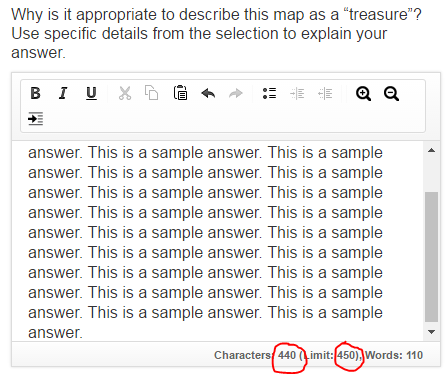 Why is it appropriate to describe this map as a “treasure”?
Use specific details from the selection to explain your
answer.
B I U
answer. This is a sample answer. This is a sample
answer. This is a sample answer. This is a sample
answer. This is a sample answer. This is a sample
answer. This is a sample answer. This is a sample
answer. This is a sample answer. This is a sample
answer. This is a sample answer. This is a sample
answer. This is a sample answer. This is a sample
answer. This is a sample answer. This is a sample
answer. This is a sample answer. This is a sample
answer.
Characters: 440 (Limit: 450), Words: 110